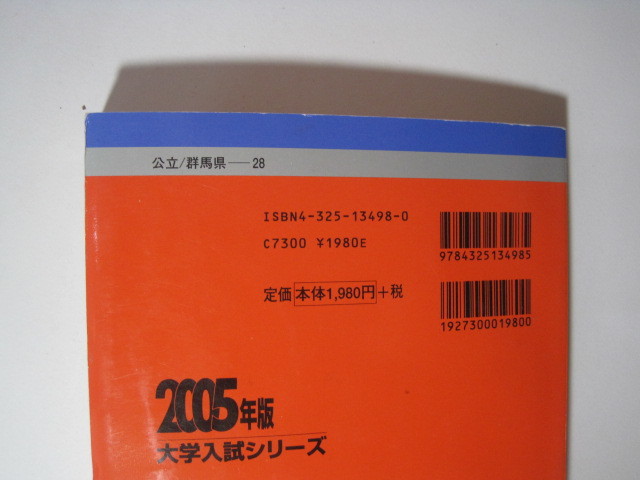 公立/群馬県──28
ISBN4-325-13498-0
C7300 ¥1980E
9784325134985
定価 本体1,980円 +税
1927300019800
2005年版
大学入試シリーズ